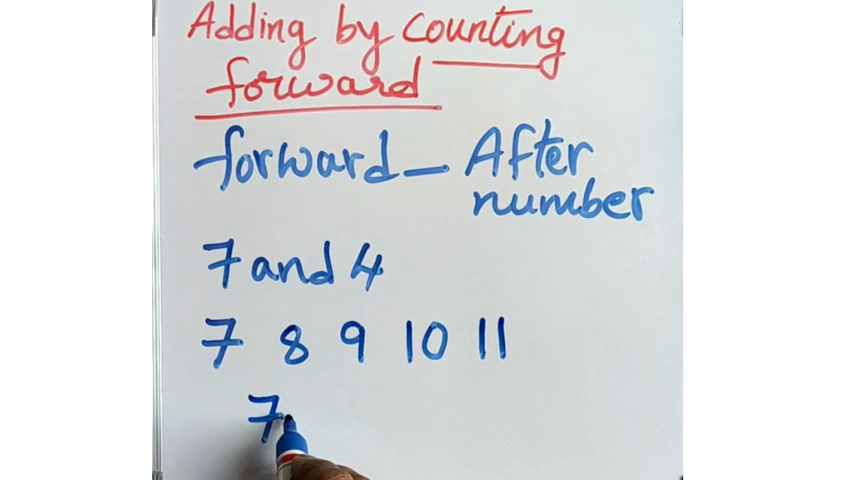 Adding by counting
forward
forward - After
number
7 and 4
7 8 9 10 11
7